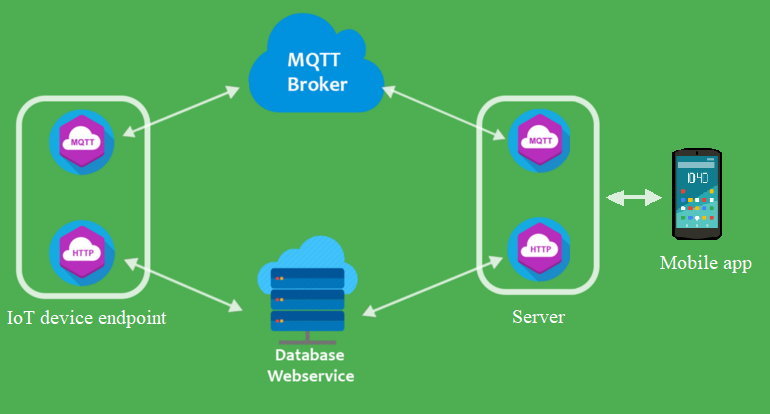 MQTT
Broker
MQTT
MQTT
10:40
HTTP
HTTP
Mobile app
IoT device endpoint
Server
Database
Webservice